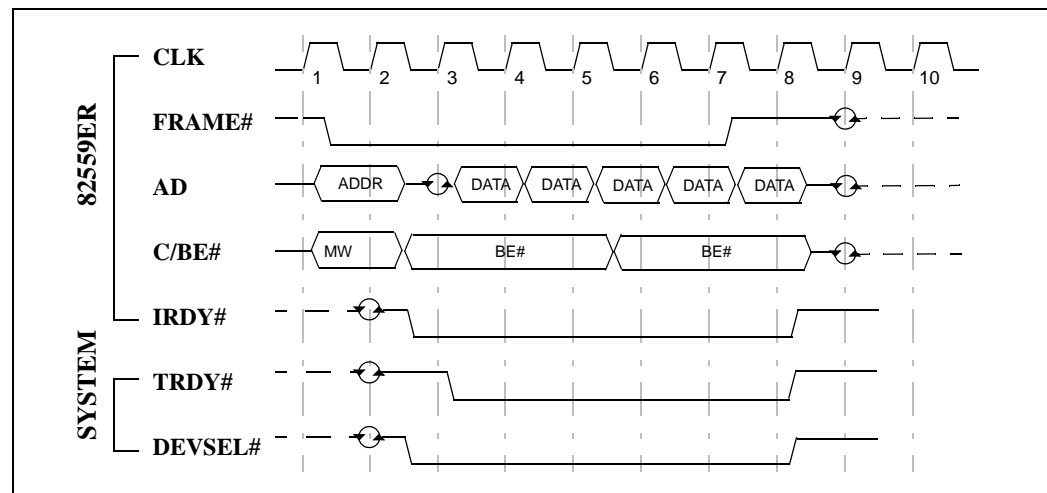 82559ER
SYSTEM
CLK
1 2 3 4 5 6 7 8 9 10
FRAME#
AD
ADDR DATA DATA DATA DATA DATA
C/BE#
MW BE# BE#
IRDY#
TRDY#
DEVSEL#